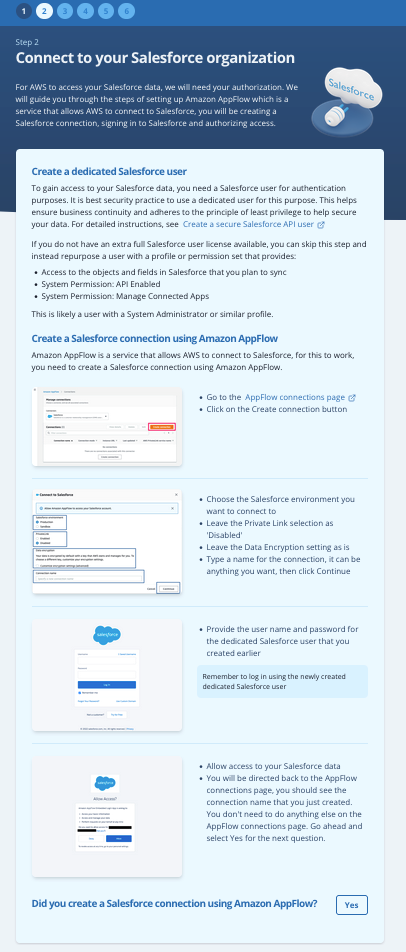 1 2 3 4 5 6
Step 2
Connect to your Salesforce organization
For AWS to access your Salesforce data, we will need your authorization. We
will guide you through the steps of setting up Amazon AppFlow which is a
service that allows AWS to connect to Salesforce, you will be creating a
Salesforce connection, signing in to Salesforce and authorizing access.
Salesforce
Create a dedicated Salesforce user
To gain access to your Salesforce data, you need a Salesforce user for authentication
purposes. It is best security practice to use a dedicated user for this purpose. This helps
ensure business continuity and adheres to the principle of least privilege to help secure
your data. For detailed instructions, see Create a secure Salesforce API user
If you do not have an extra full Salesforce user license available, you can skip this step and
instead repurpose a user with a profile or permission set that provides:
• Access to the objects and fields in Salesforce that you plan to sync
• System Permission: API Enabled
• System Permission: Manage Connected Apps
This is likely a user with a System Administrator or similar profile.
Create a Salesforce connection using Amazon AppFlow
Amazon AppFlow is a service that allows AWS to connect to Salesforce, for this to work,
you need to create a Salesforce connection using Amazon AppFlow.
Manage connections
• Go to the AppFlow connections page
• Click on the Create connection button
Connect to Salesforce
• Choose the Salesforce environment you
want to connect to
• Leave the Private Link selection as
'Disabled'
• Leave the Data Encryption setting as is
• Type a name for the connection, it can be
anything you want, then click Continue
Continue
salesforce
• Provide the user name and password for
the dedicated Salesforce user that you
created earlier
Remember to log in using the newly created
dedicated Salesforce user
salesforce
Allow Access?
• Allow access to your Salesforce data
• You will be directed back to the AppFlow
connections page, you should see the
connection name that you just created.
You don't need to do anything else on the
AppFlow connections page. Go ahead and
select Yes for the next question.
Did you create a Salesforce connection using Amazon AppFlow?
Yes